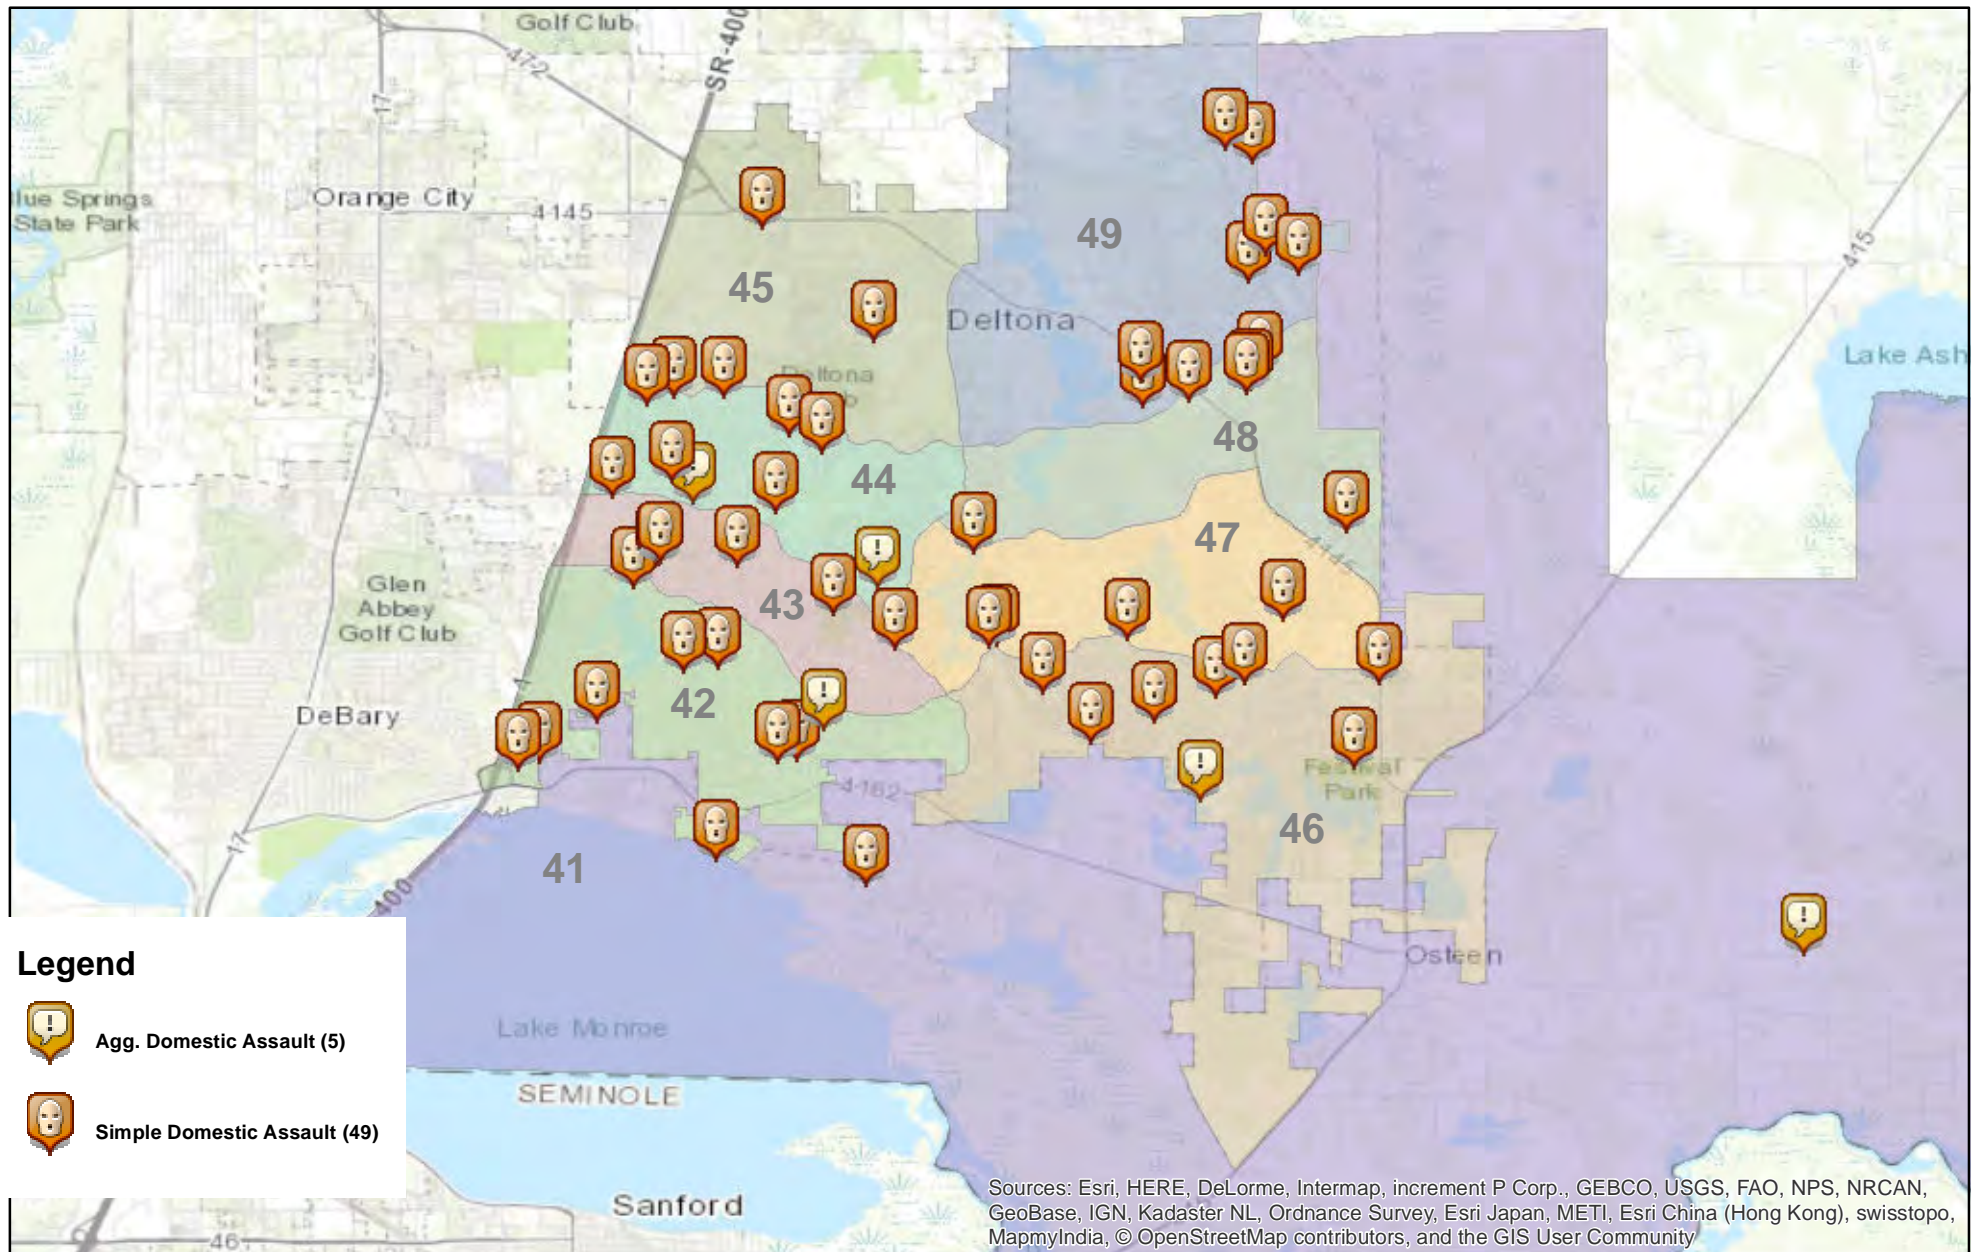 Golf Club
SR-400
472
17
Orange City
4145
lue Springs
State Park
49
45
Deltona
415
Lake Ash
Deltona
48
44
47
Glen
Abbey
Golf Club
43
42
DeBary
Festival
Park
4162
46
41
17
400
Osteen
Legend
Agg. Domestic Assault (5)
Simple Domestic Assault (49)
Lake Monroe
SEMINOLE
Sanford
46
Sources: Esri, HERE, DeLorme, Intermap, increment P Corp., GEBCO, USGS, FAO, NPS, NRCAN,
GeoBase, IGN, Kadaster NL, Ordnance Survey, Esri Japan, METI, Esri China (Hong Kong), swisstopo,
MapmyIndia, © OpenStreetMap contributors, and the GIS User Community